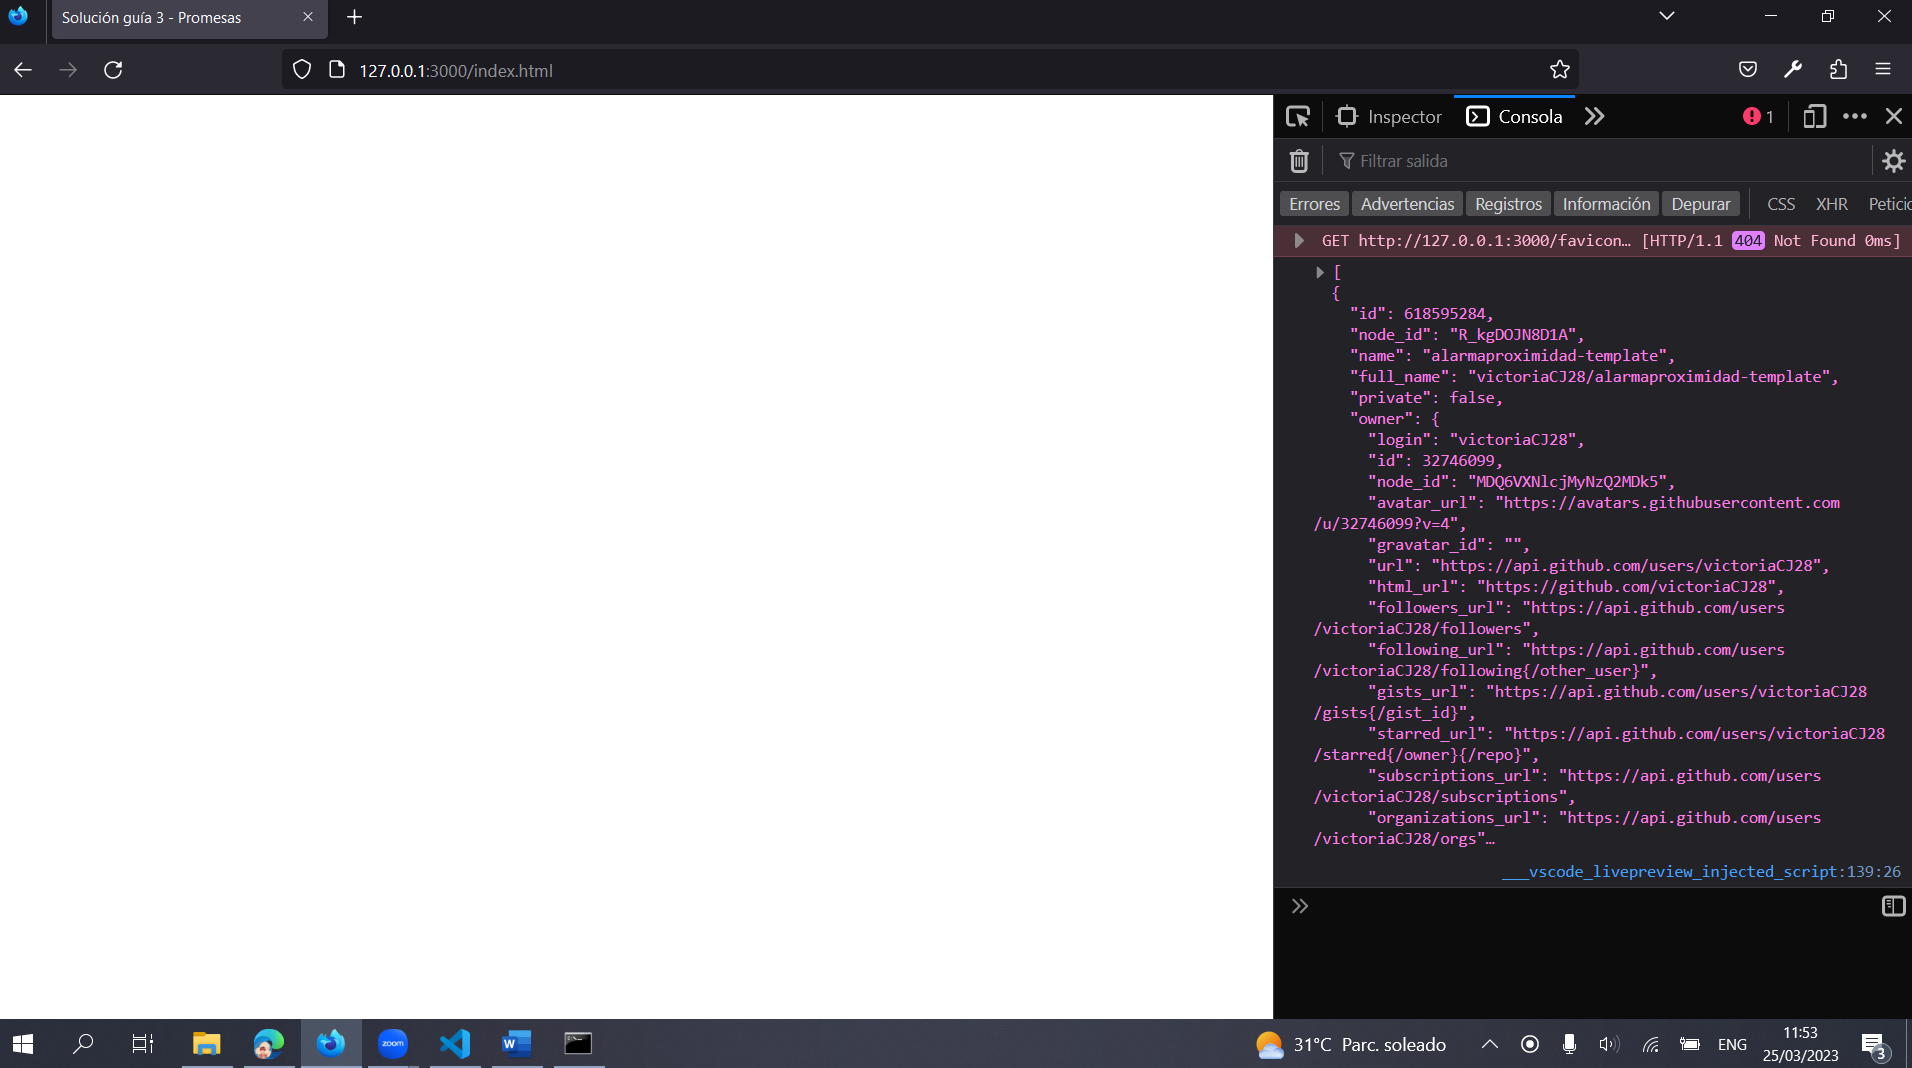 Solución guía 3 - Promesas
127.0.0.1:3000/index.html
Inspector
Consola
1
Filtrar salida
Errores
Advertencias
Registros
Información
Depurar
CSS
XHR
Peticio
GET http://127.0.0.1:3000/favicon… [HTTP/1.1 404 Not Found 0ms]
[
{
"id": 618595284,
"node_id": "R_kgDOJN8D1A",
"name": "alarmaproximidad-template",
"full_name": "victoriaCJ28/alarmaproximidad-template",
"private": false,
"owner": {
"login": "victoriaCJ28",
"id": 32746099,
"node_id": "MDQ6VXNlcjMyNzQ2MDk5",
"avatar_url": "https://avatars.githubusercontent.com
/u/32746099?v=4",
"gravatar_id": "",
"url": "https://api.github.com/users/victoriaCJ28",
"html_url": "https://github.com/victoriaCJ28",
"followers_url": "https://api.github.com/users
/victoriaCJ28/followers",
"following_url": "https://api.github.com/users
/victoriaCJ28/following{/other_user}",
"gists_url": "https://api.github.com/users/victoriaCJ28
/gists{/gist_id}",
"starred_url": "https://api.github.com/users/victoriaCJ28
/starred{/owner}{/repo}",
"subscriptions_url": "https://api.github.com/users
/victoriaCJ28/subscriptions",
"organizations_url": "https://api.github.com/users
/victoriaCJ28/orgs"…
___vscode_livepreview_injected_script:139:26
zoom
W
31°C Parc. soleado
ENG
11:53
25/03/2023
3